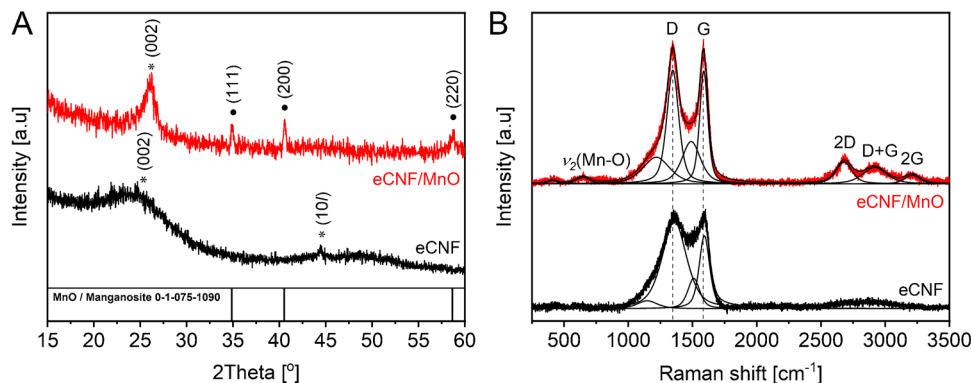 A
Intensity [a.u]
* (002)
• (111)
• (200)
• (220)
eCNF/MnO
* (002)
* (10l)
eCNF
MnO / Manganosite 0-1-075-1090
15 20 25 30 35 40 45 50 55 60
2Theta [º]
B
Intensity [a.u]
D G
ν₂(Mn-O)
2D D+G 2G
eCNF/MnO
eCNF
500 1000 1500 2000 2500 3000 3500
Raman shift [cm⁻¹]